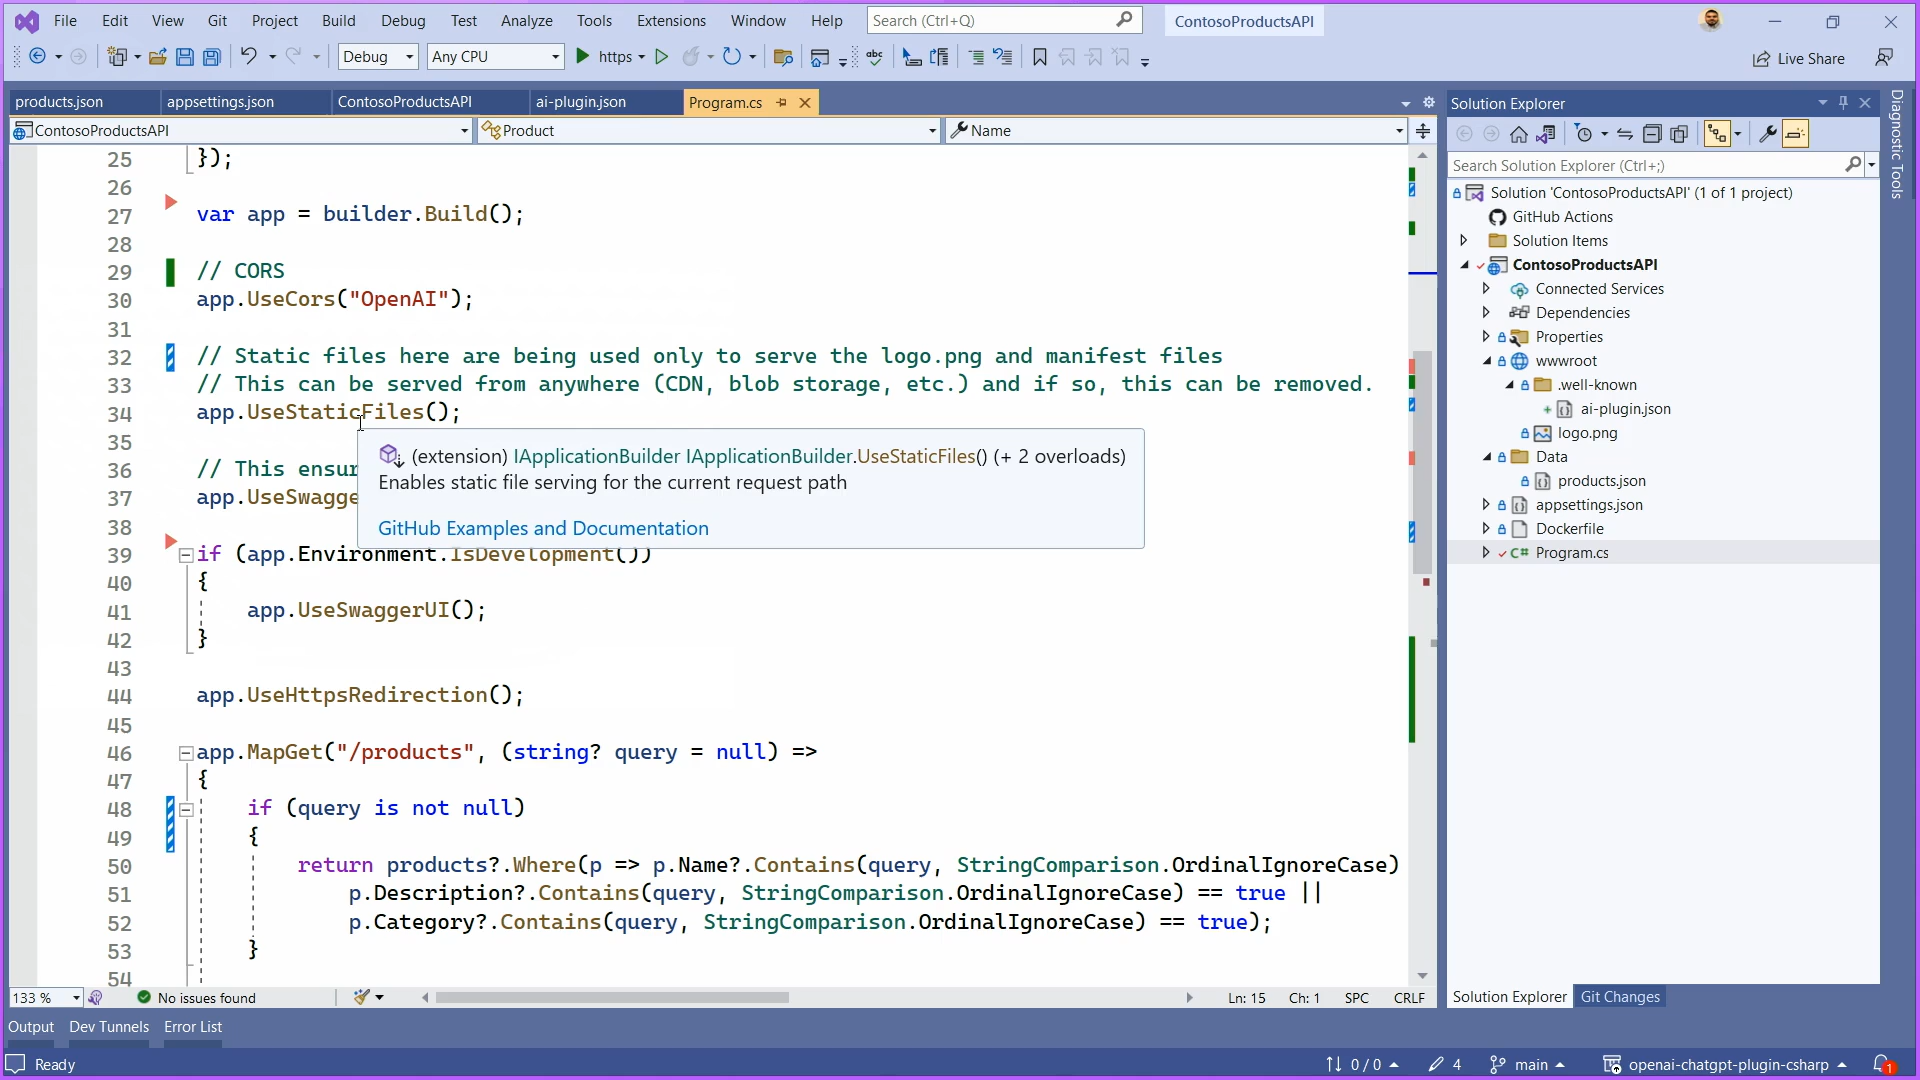 File Edit View Git Project Build Debug Test Analyze Tools Extensions Window Help Search (Ctrl+Q) ContosoProductsAPI
Debug Any CPU https abc Live Share
products.json appsettings.json ContosoProductsAPI ai-plugin.json Program.cs
ContosoProductsAPI Product Name
25 });
26
27 var app = builder.Build();
28
29 // CORS
30 app.UseCors("OpenAI");
31
32 // Static files here are being used only to serve the logo.png and manifest files
33 // This can be served from anywhere (CDN, blob storage, etc.) and if so, this can be removed.
34 app.UseStaticFiles();
35
(extension) IApplicationBuilder IApplicationBuilder.UseStaticFiles() (+ 2 overloads)
Enables static file serving for the current request path
GitHub Examples and Documentation
36 // This ensur
37 app.UseSwagge
38
39 if (app.Environment.IsDevelopment())
40 {
41 app.UseSwaggerUI();
42 }
43
44 app.UseHttpsRedirection();
45
46 app.MapGet("/products", (string? query = null) =>
47 {
48 if (query is not null)
49 {
50 return products?.Where(p => p.Name?.Contains(query, StringComparison.OrdinalIgnoreCase)
51 p.Description?.Contains(query, StringComparison.OrdinalIgnoreCase) == true ||
52 p.Category?.Contains(query, StringComparison.OrdinalIgnoreCase) == true);
53 }
54
133 % No issues found Ln: 15 Ch: 1 SPC CRLF
Solution Explorer
Search Solution Explorer (Ctrl+;)
Solution 'ContosoProductsAPI' (1 of 1 project)
GitHub Actions
Solution Items
ContosoProductsAPI
Connected Services
Dependencies
Properties
wwwroot
.well-known
ai-plugin.json
logo.png
Data
products.json
appsettings.json
Dockerfile
C# Program.cs
Solution Explorer Git Changes
Diagnostic Tools
Output Dev Tunnels Error List
Ready 0 / 0 4 main openai-chatgpt-plugin-csharp 1